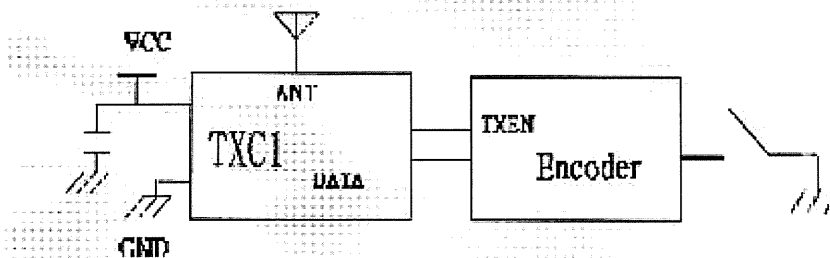 VCC
ANT
TXEN
TXC1
Encoder
DATA
GND